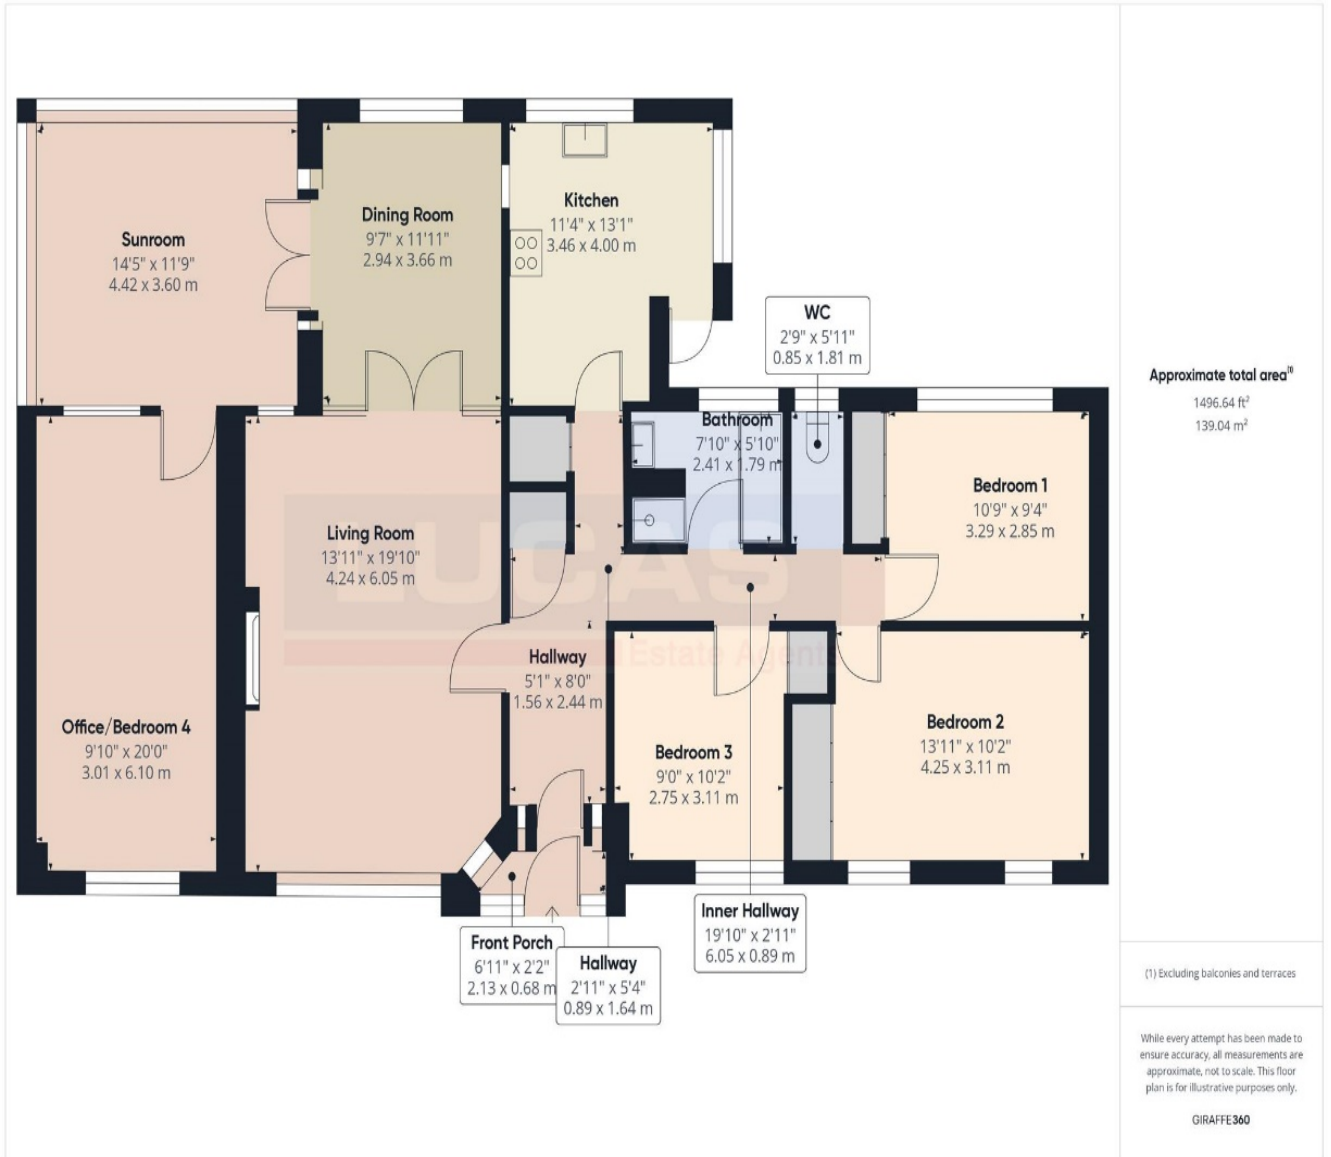 Sunroom
14'5" x 11'9"
4.42 x 3.60 m
Dining Room
9'7" x 11'11"
2.94 x 3.66 m
Kitchen
11'4" x 13'1"
3.46 x 4.00 m
WC
2'9" x 5'11"
0.85 x 1.81 m
Bathroom
7'10" x 5'10"
2.41 x 1.79 m
Bedroom 1
10'9" x 9'4"
3.29 x 2.85 m
Living Room
13'11" x 19'10"
4.24 x 6.05 m
LUCAS
Estate Agents
Hallway
5'1" x 8'0"
1.56 x 2.44 m
Office/Bedroom 4
9'10" x 20'0"
3.01 x 6.10 m
Bedroom 3
9'0" x 10'2"
2.75 x 3.11 m
Bedroom 2
13'11" x 10'2"
4.25 x 3.11 m
Inner Hallway
19'10" x 2'11"
6.05 x 0.89 m
Front Porch
6'11" x 2'2"
2.13 x 0.68 m
Hallway
2'11" x 5'4"
0.89 x 1.64 m
Approximate total area(1)
1496.64 ft²
139.04 m²
(1) Excluding balconies and terraces
While every attempt has been made to
ensure accuracy, all measurements are
approximate, not to scale. This floor
plan is for illustrative purposes only.
GIRAFFE360